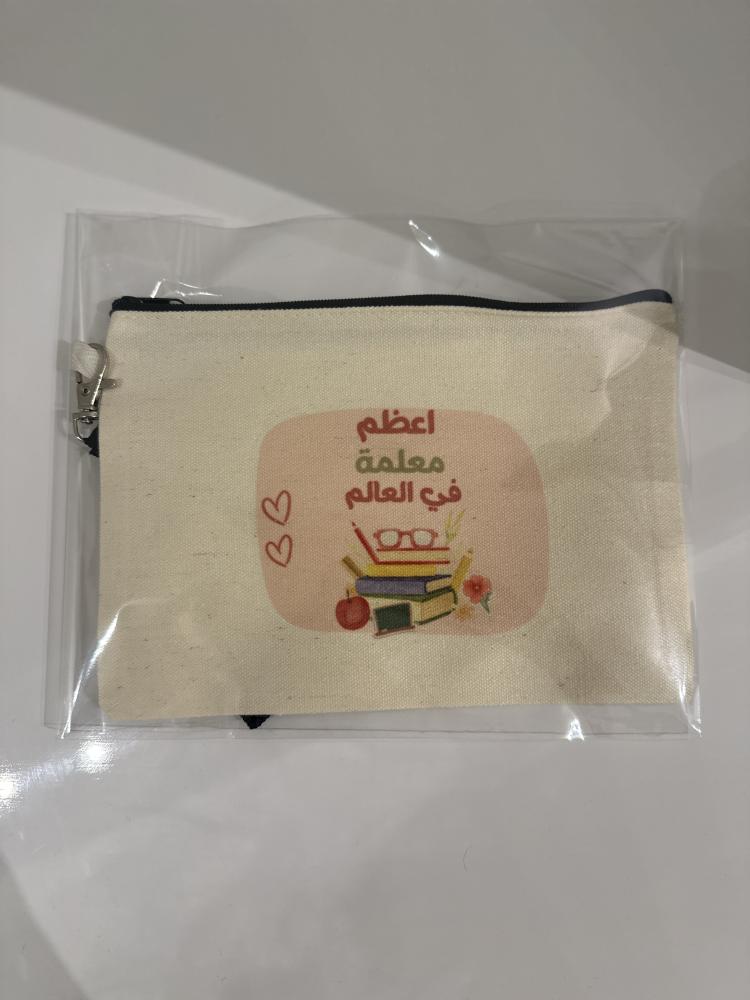 اعظم
معلمة
في العالم